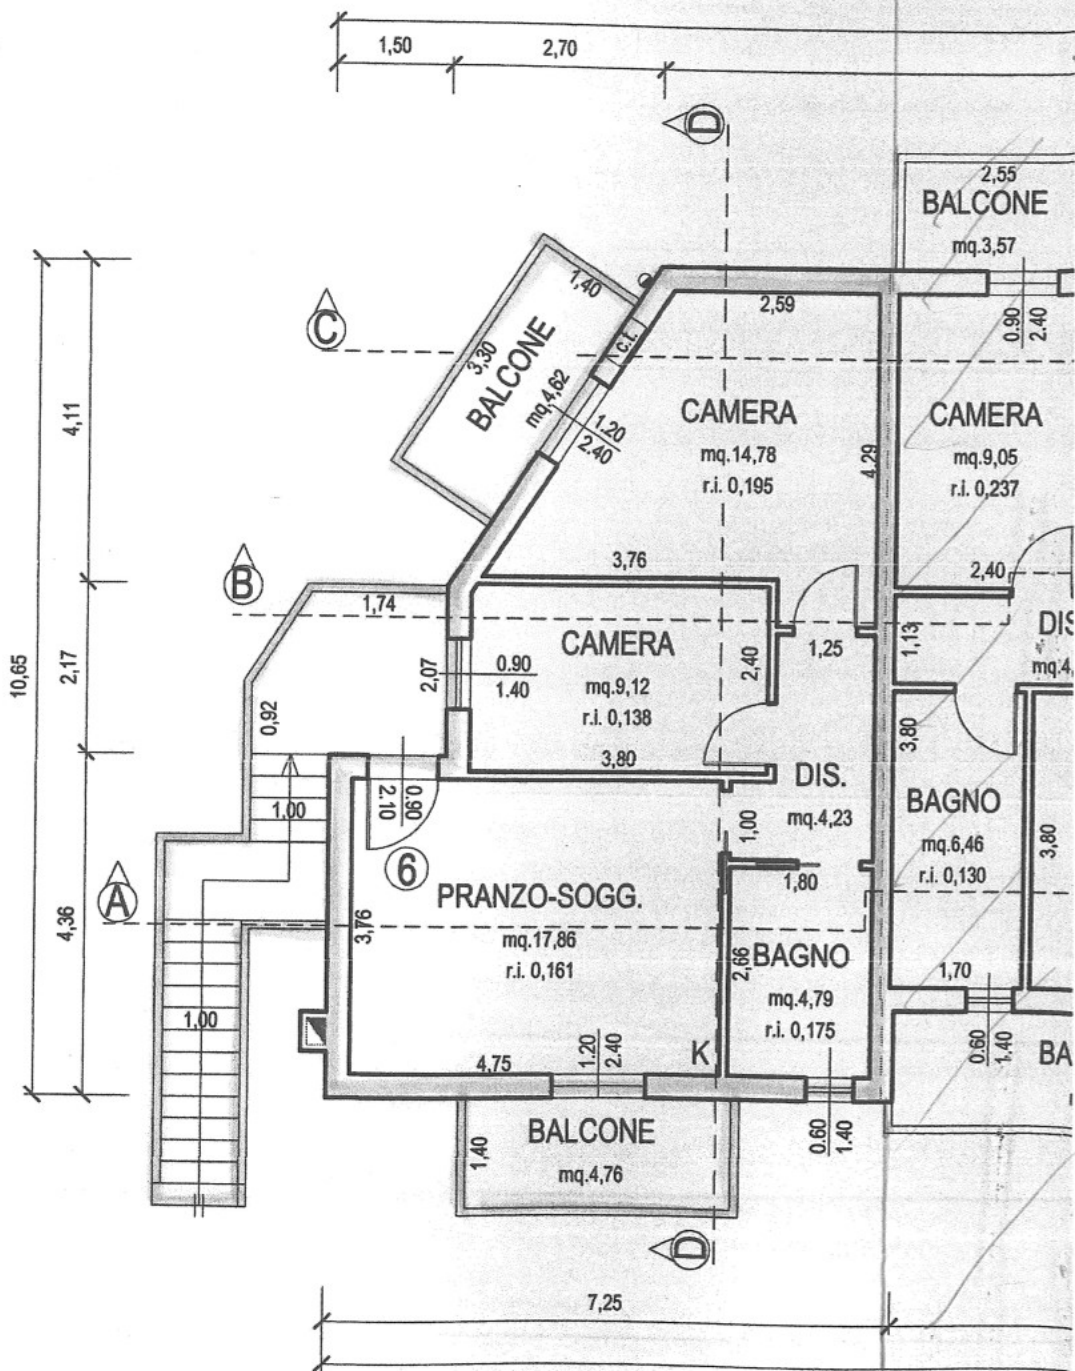 1,50
2,70
D
2,55
BALCONE
mq.3,57
0.90
2.40
1,40
3,30
BALCONE
mq.4,62
c.t.
1.20
2.40
2,59
C
CAMERA
mq.14,78
r.i. 0,195
4,29
3,76
CAMERA
mq.9,05
r.i. 0,237
2,40
4,11
2,17
10,65
4,36
B
1,74
2,07
0,92
0.90
1.40
CAMERA
mq.9,12
r.i. 0,138
2,40
3,80
1,25
1,13
DIS
mq.4,
DIS.
mq.4,23
1,00
1,80
3,80
BAGNO
mq.6,46
r.i. 0,130
1,70
3,80
1,00
0.90
2.10
6
A
PRANZO-SOGG.
mq.17,86
r.i. 0,161
3,76
4,75
K
1,00
2,66
BAGNO
mq.4,79
r.i. 0,175
1.20
2.40
0.60
1.40
0.60
1.40
BA
BALCONE
mq.4,76
1,40
D
7,25